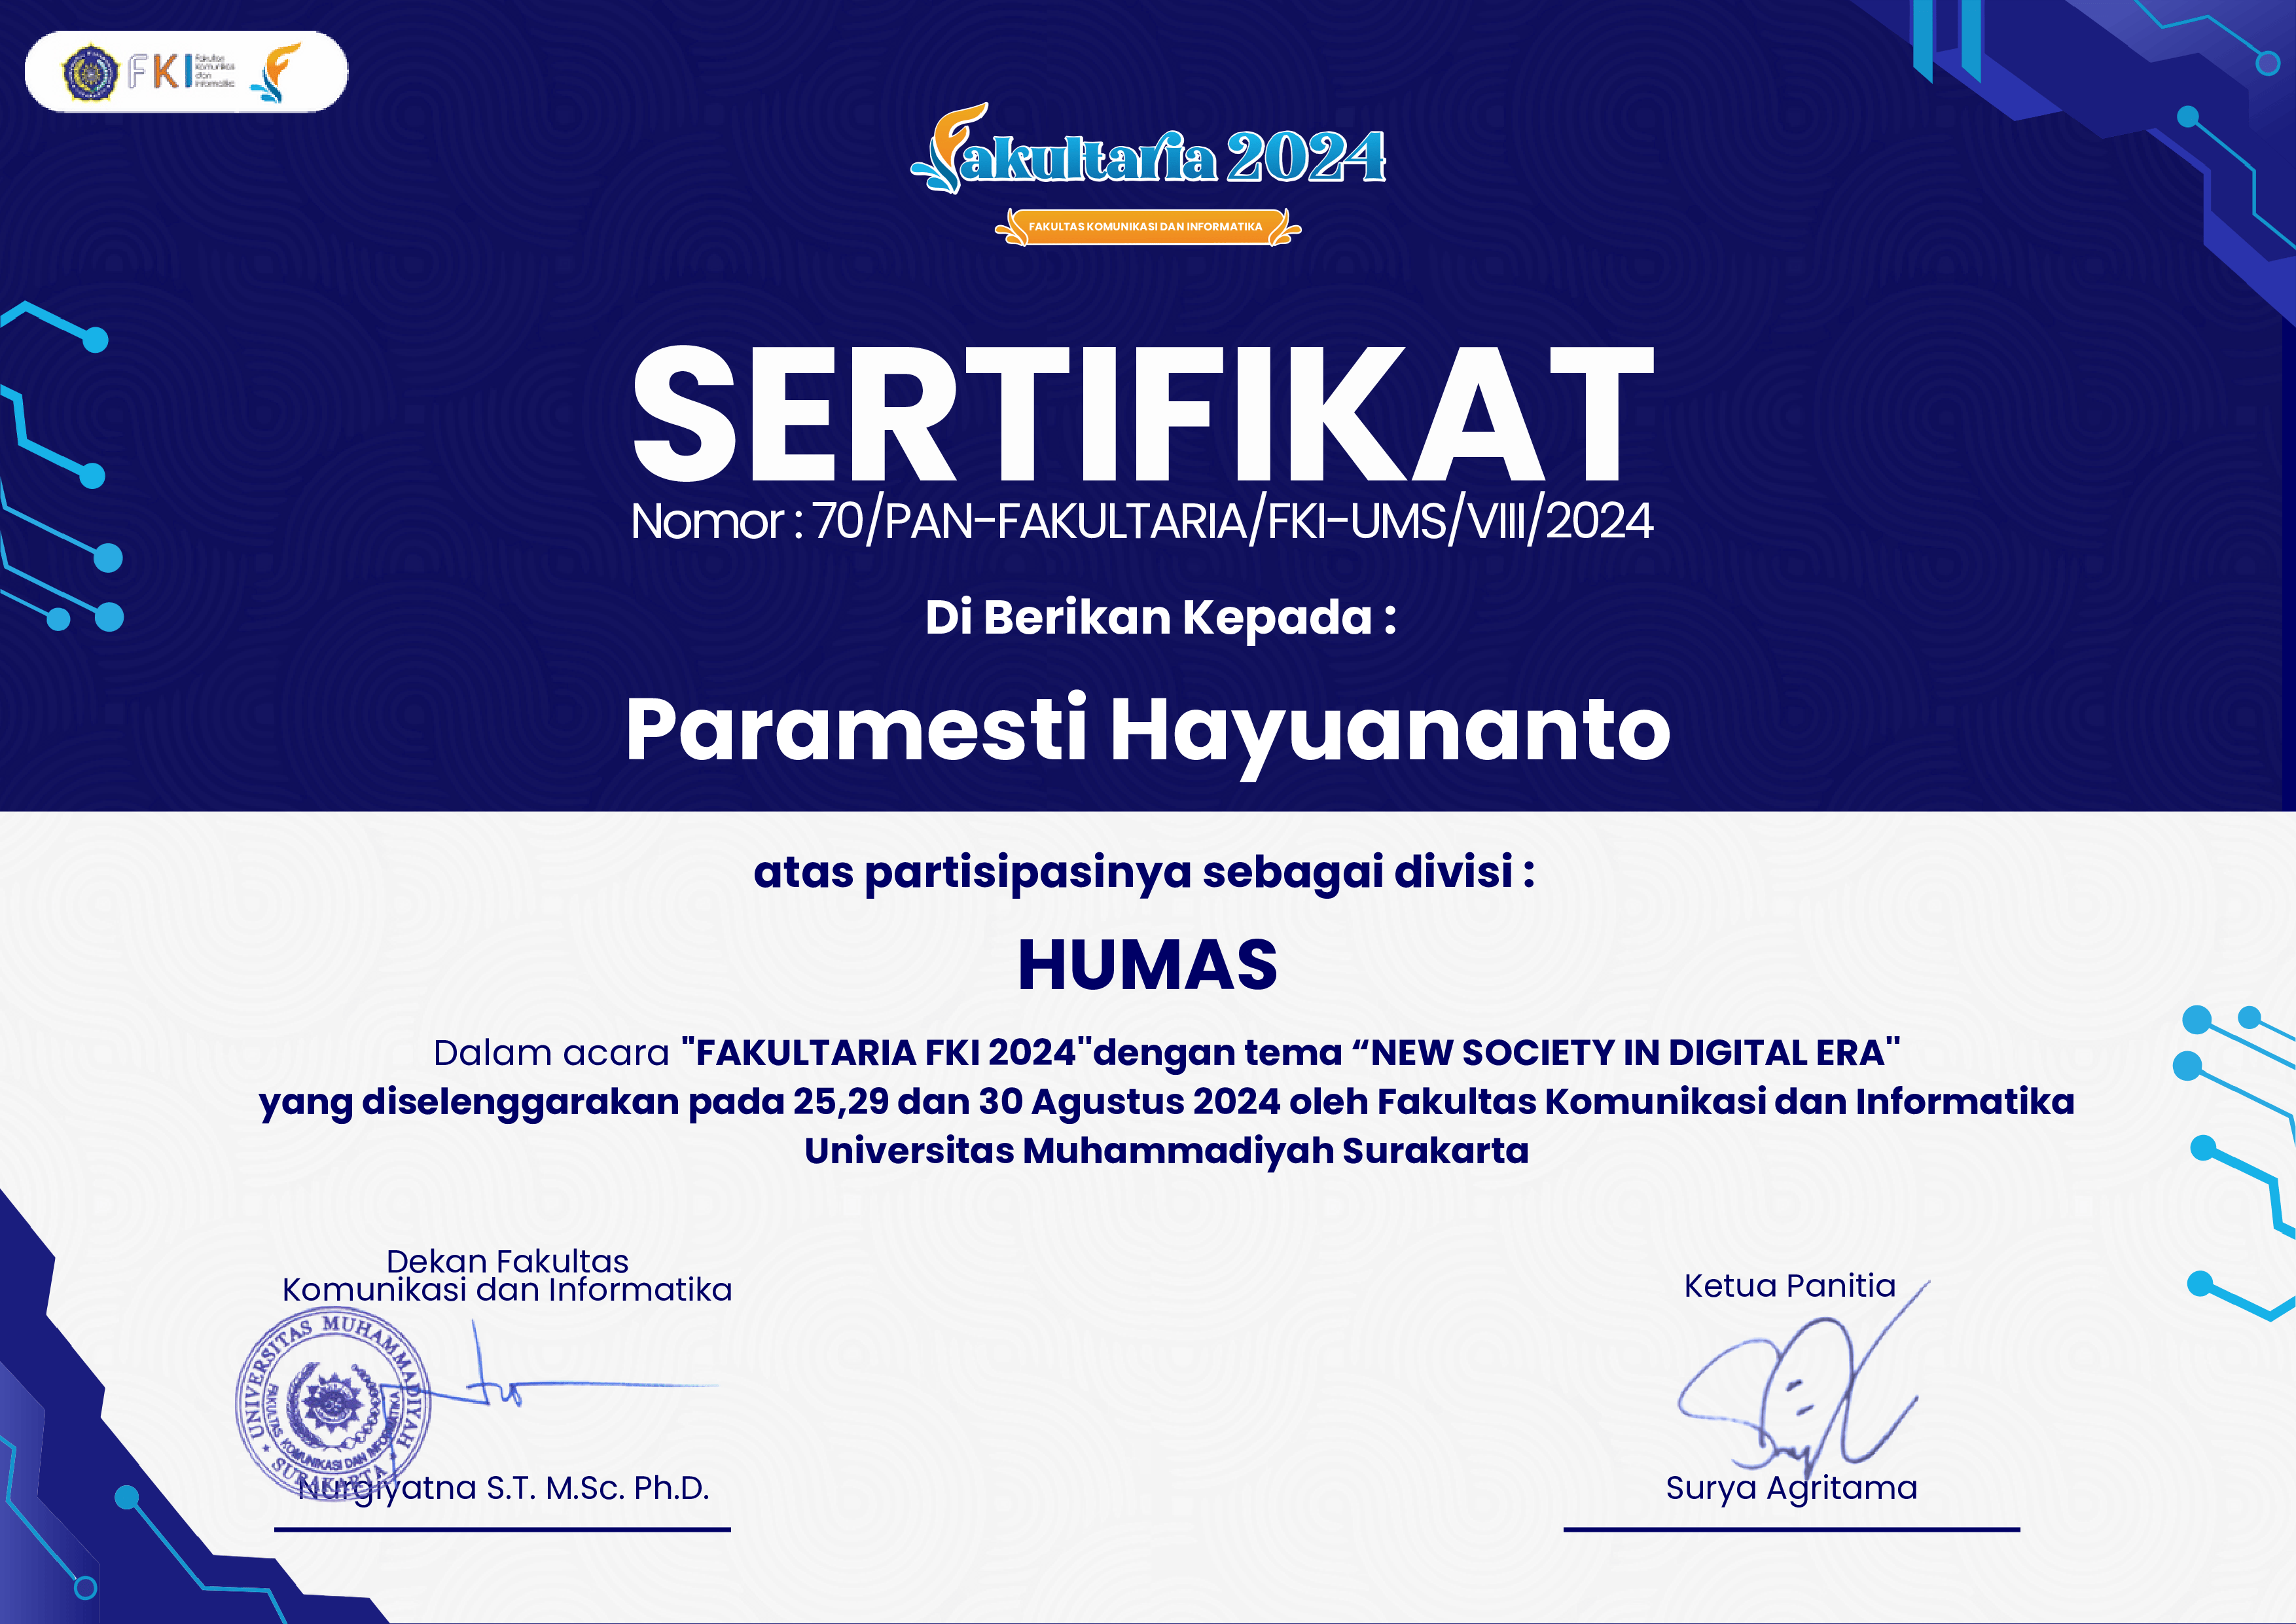 FKI Fakultas
Komunikasi
dan
Informatika
Fakultaria 2024
FAKULTAS KOMUNIKASI DAN INFORMATIKA
SERTIFIKAT
Nomor : 70/PAN-FAKULTARIA/FKI-UMS/VIII/2024
Di Berikan Kepada :
Paramesti Hayuananto
atas partisipasinya sebagai divisi :
HUMAS
Dalam acara "FAKULTARIA FKI 2024"dengan tema “NEW SOCIETY IN DIGITAL ERA"
yang diselenggarakan pada 25,29 dan 30 Agustus 2024 oleh Fakultas Komunikasi dan Informatika
Universitas Muhammadiyah Surakarta
Dekan Fakultas
Komunikasi dan Informatika
UNIVERSITAS MUHAMMADIYAH
FAKULTAS KOMUNIKASI DAN INFORMATIKA
SURAKARTA
Nurgiyatna S.T. M.Sc. Ph.D.
Ketua Panitia
Surya Agritama